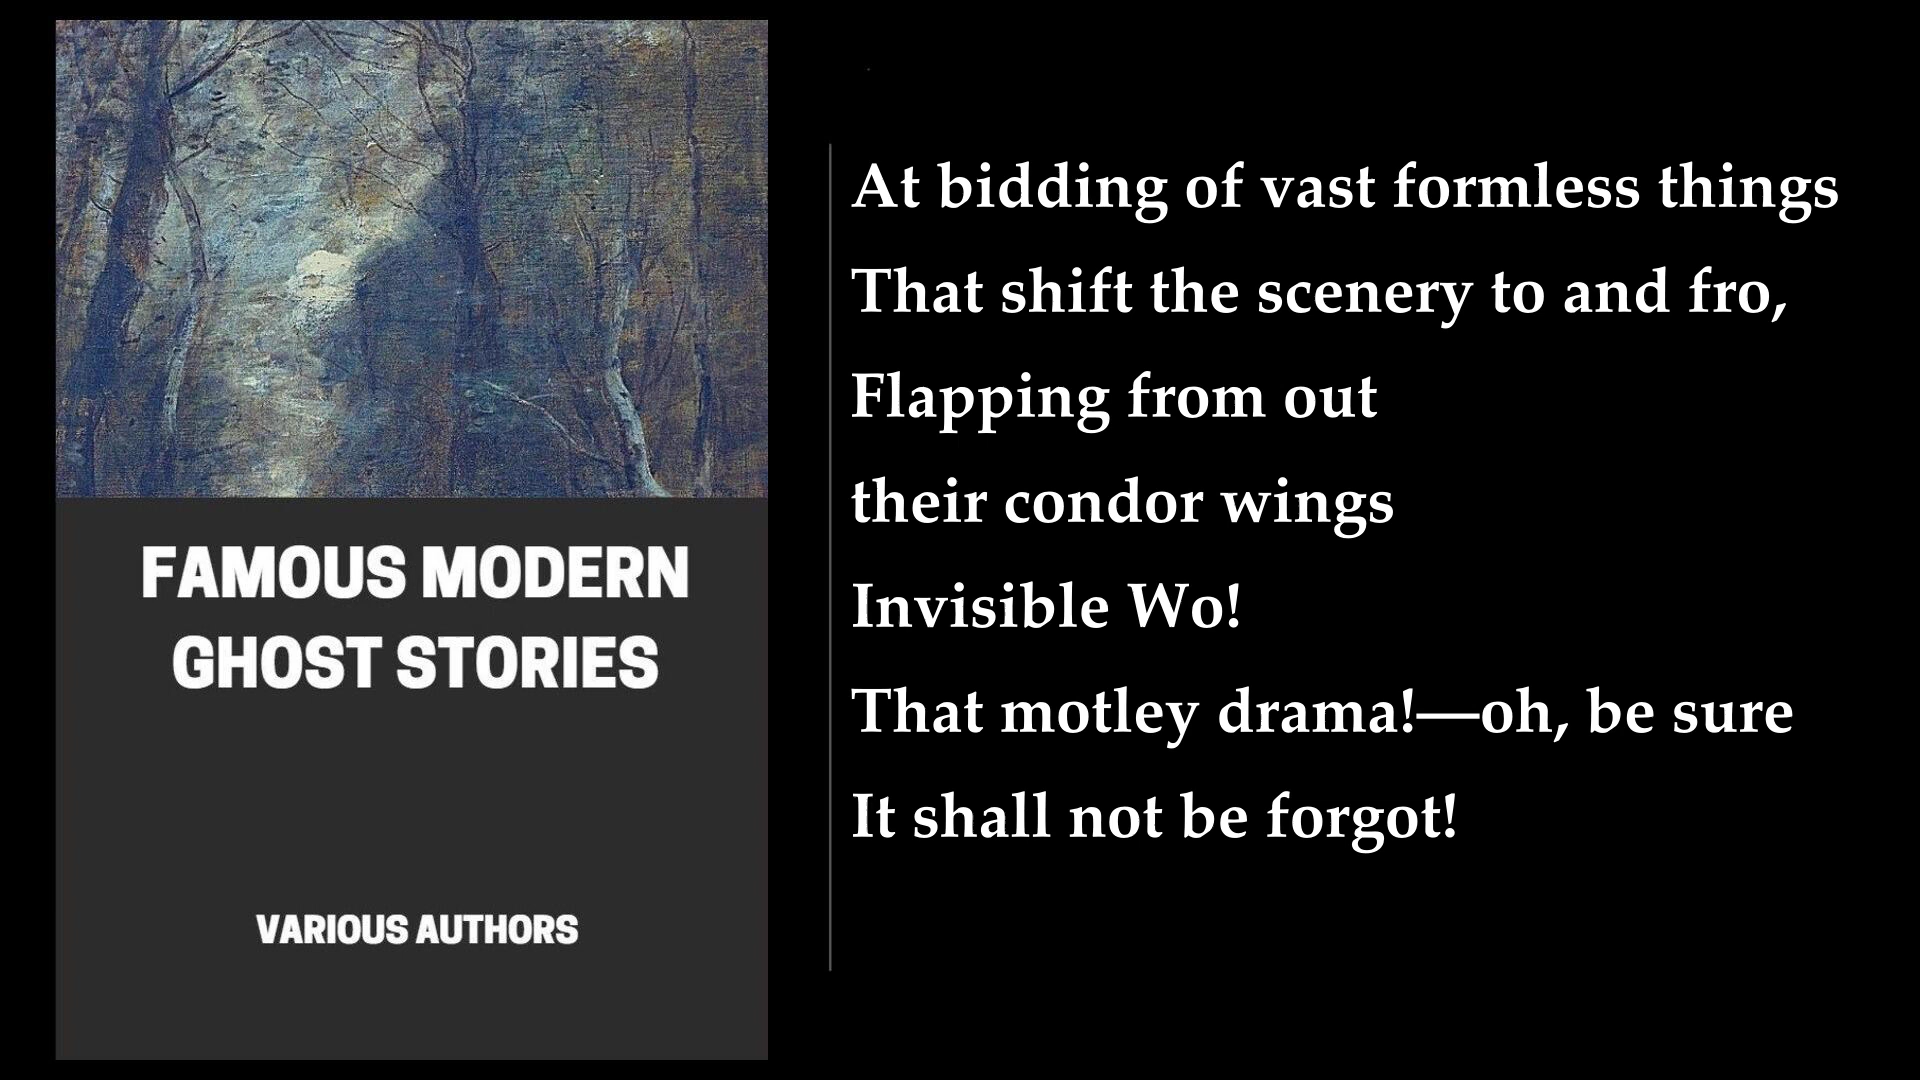 FAMOUS MODERN
GHOST STORIES
VARIOUS AUTHORS
At bidding of vast formless things
That shift the scenery to and fro,
Flapping from out
their condor wings
Invisible Wo!
That motley drama!—oh, be sure
It shall not be forgot!